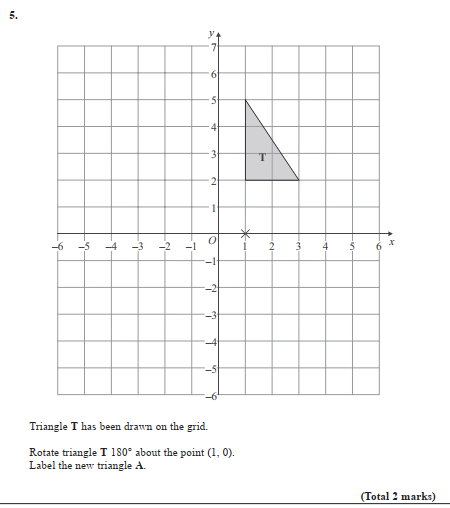 5.
y
7
6
5
4
3
T
2
1
–6 –5 –4 –3 –2 –1 O 1 2 3 4 5 6 x
–1
–2
–3
–4
–5
–6
Triangle T has been drawn on the grid.
Rotate triangle T 180° about the point (1, 0).
Label the new triangle A.
(Total 2 marks)